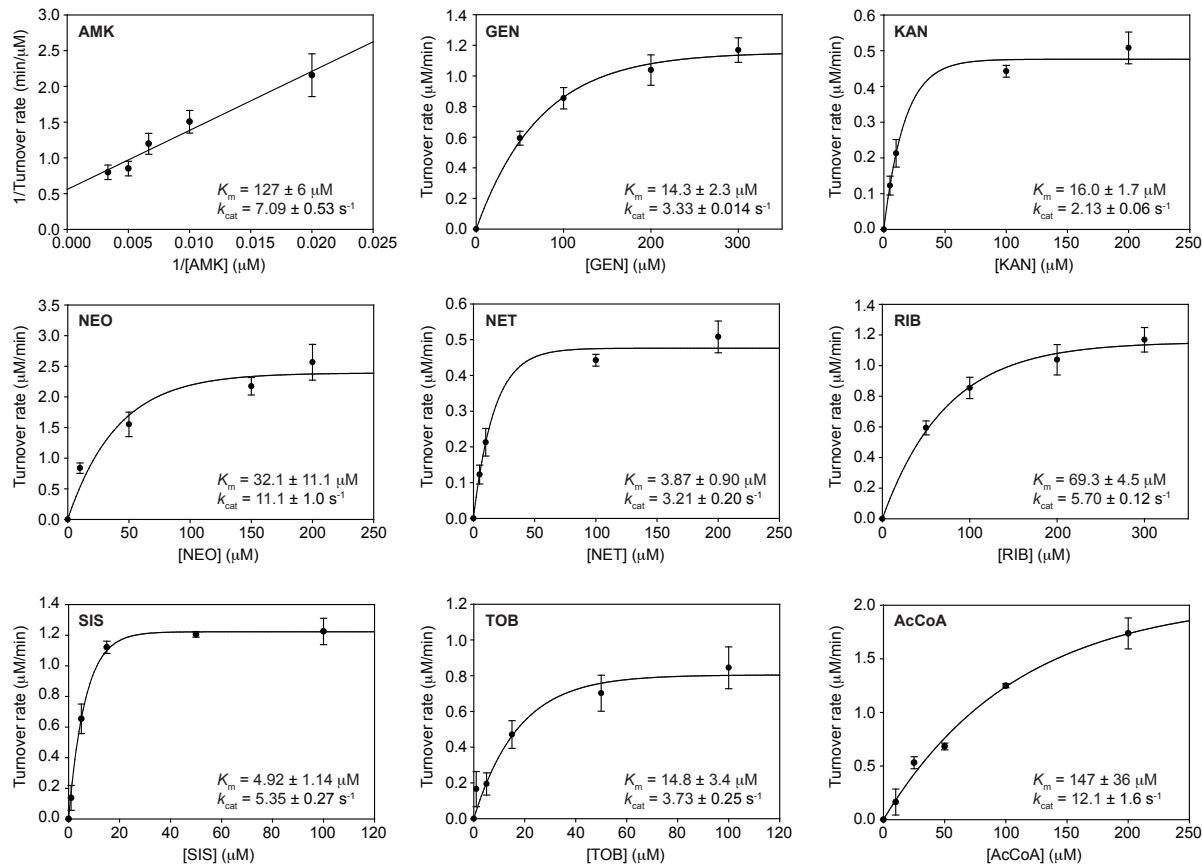 AMK
1/Turnover rate (min/μM)
3.0
2.5
2.0
1.5
1.0
0.5
0.0
Km = 127 ± 6 μM
kcat = 7.09 ± 0.53 s-1
0.000 0.005 0.010 0.015 0.020 0.025
1/[AMK] (μM)
GEN
Turnover rate (μM/min)
1.4
1.2
1.0
0.8
0.6
0.4
0.2
0.0
Km = 14.3 ± 2.3 μM
kcat = 3.33 ± 0.014 s-1
0 100 200 300
[GEN] (μM)
KAN
Turnover rate (μM/min)
0.6
0.5
0.4
0.3
0.2
0.1
0.0
Km = 16.0 ± 1.7 μM
kcat = 2.13 ± 0.06 s-1
0 50 100 150 200 250
[KAN] (μM)
NEO
Turnover rate (μM/min)
3.5
3.0
2.5
2.0
1.5
1.0
0.5
0.0
Km = 32.1 ± 11.1 μM
kcat = 11.1 ± 1.0 s-1
0 50 100 150 200 250
[NEO] (μM)
NET
Turnover rate (μM/min)
0.6
0.5
0.4
0.3
0.2
0.1
0.0
Km = 3.87 ± 0.90 μM
kcat = 3.21 ± 0.20 s-1
0 50 100 150 200 250
[NET] (μM)
RIB
Turnover rate (μM/min)
1.4
1.2
1.0
0.8
0.6
0.4
0.2
0.0
Km = 69.3 ± 4.5 μM
kcat = 5.70 ± 0.12 s-1
0 100 200 300
[RIB] (μM)
SIS
Turnover rate (μM/min)
1.4
1.2
1.0
0.8
0.6
0.4
0.2
0.0
Km = 4.92 ± 1.14 μM
kcat = 5.35 ± 0.27 s-1
0 20 40 60 80 100 120
[SIS] (μM)
TOB
Turnover rate (μM/min)
1.2
1.0
0.8
0.6
0.4
0.2
0.0
Km = 14.8 ± 3.4 μM
kcat = 3.73 ± 0.25 s-1
0 20 40 60 80 100 120
[TOB] (μM)
AcCoA
Turnover rate (μM/min)
2.0
1.5
1.0
0.5
0.0
Km = 147 ± 36 μM
kcat = 12.1 ± 1.6 s-1
0 50 100 150 200 250
[AcCoA] (μM)